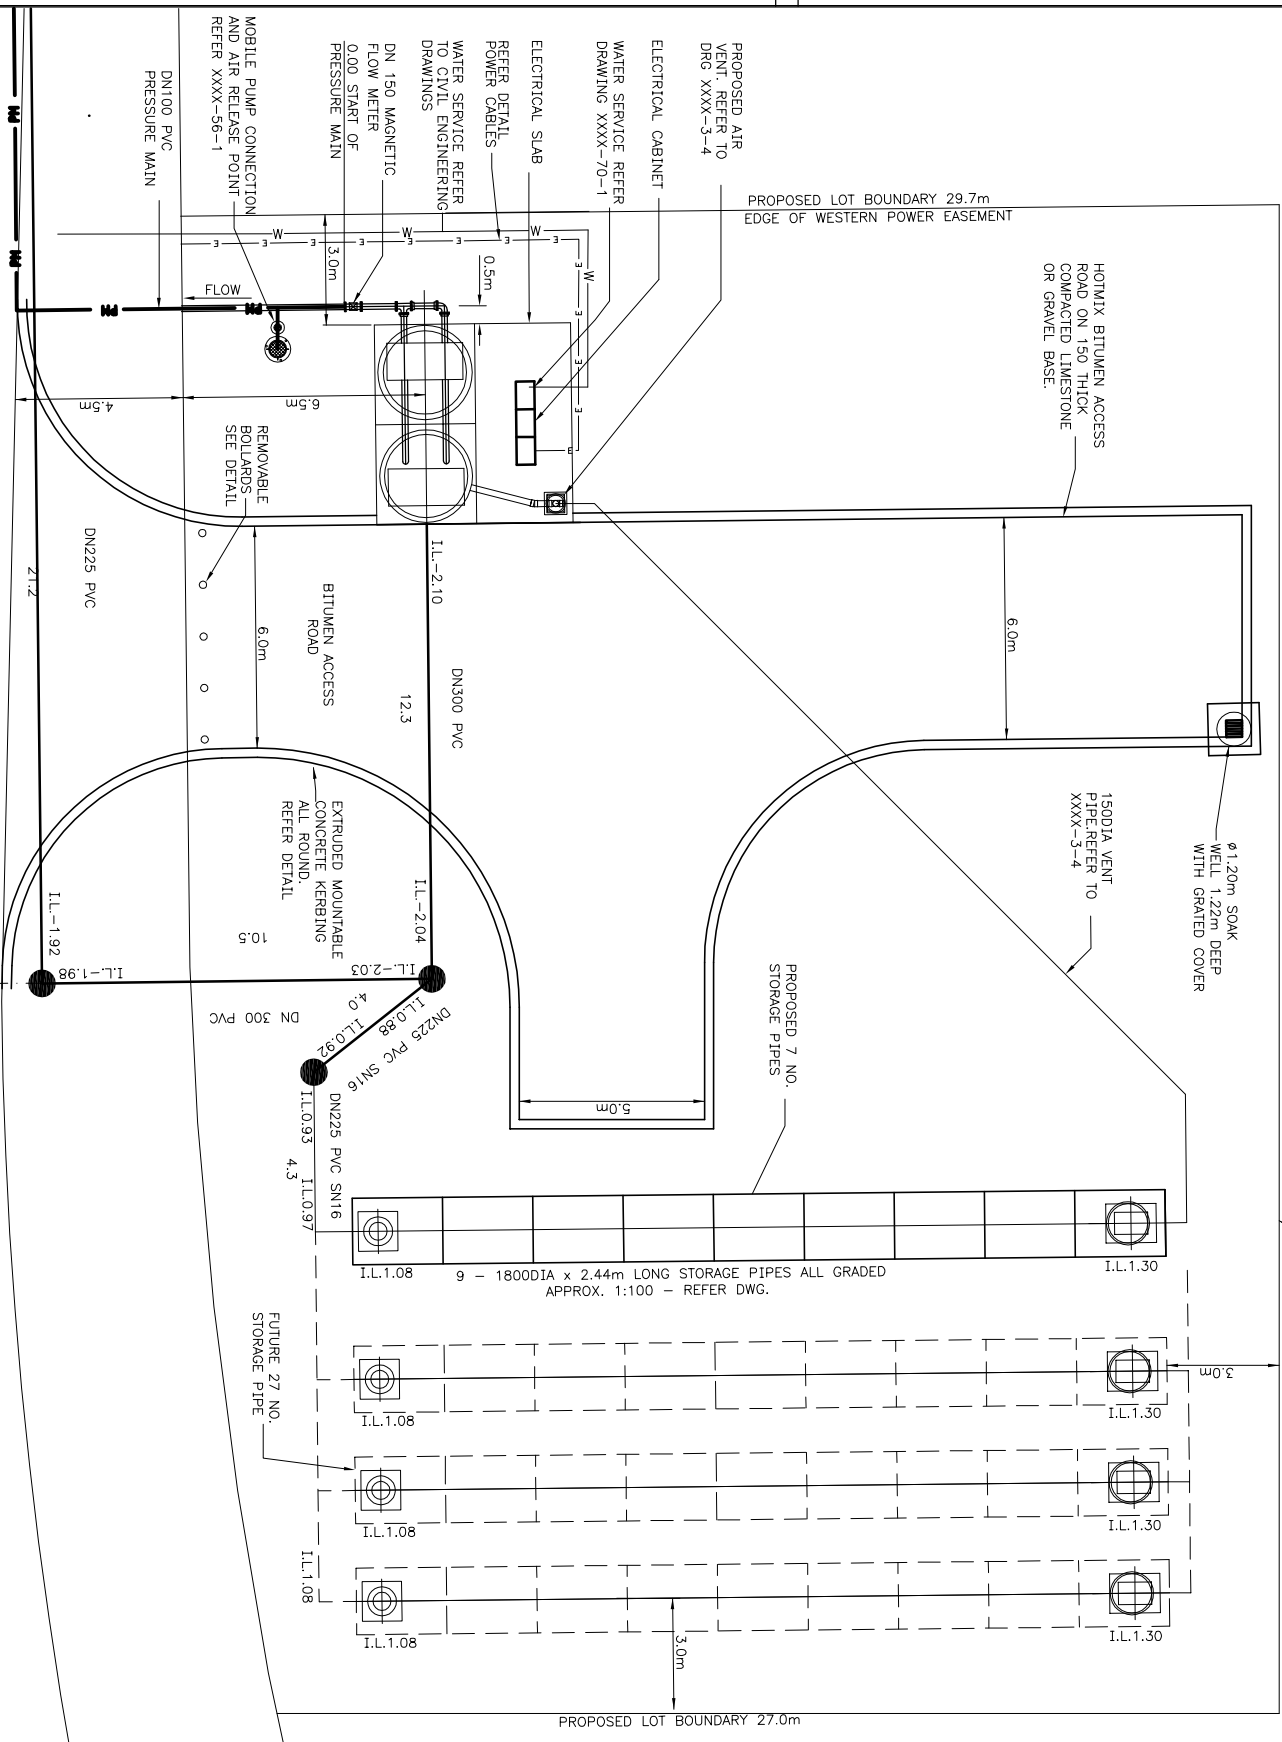 PROPOSED AIR
VENT. REFER TO
DRG XXXX-3-4
ELECTRICAL CABINET
WATER SERVICE REFER
DRAWING XXXX-70-1
ELECTRICAL SLAB
REFER DETAIL
POWER CABLES
WATER SERVICE REFER
TO CIVIL ENGINEERING
DRAWINGS
DN 150 MAGNETIC
FLOW METER
0.00 START OF
PRESSURE MAIN
MOBILE PUMP CONNECTION
AND AIR RELEASE POINT
REFER XXXX-56-1
DN100 PVC
PRESSURE MAIN
PROPOSED LOT BOUNDARY 29.7m
EDGE OF WESTERN POWER EASEMENT
HOTMIX BITUMEN ACCESS
ROAD ON 150 THICK
COMPACTED LIMESTONE
OR GRAVEL BASE.
W
W
W
W
E
E
E
E
E
E
E
E
E
E
E
3.0m
0.5m
FLOW
PM
PM
PM
PM
4.5m
6.5m
REMOVABLE
BOLLARDS
SEE DETAIL
DN225 PVC
21.2
I.L.-2.10
BITUMEN ACCESS
ROAD
6.0m
6.0m
DN300 PVC
12.3
EXTRUDED MOUNTABLE
CONCRETE KERBING
ALL ROUND.
REFER DETAIL
I.L.-2.04
I.L.-1.92
10.5
I.L.-1.98
I.L.-2.03
DN 300 PVC
4.0
I.L.0.88
I.L.0.92
DN225 PVC SN16
I.L.0.93
4.3
I.L.0.97
DN225 PVC SN16
5.0m
PROPOSED 7 NO.
STORAGE PIPES
150DIA VENT
PIPE.REFER TO
XXXX-3-4
ø1.20m SOAK
WELL 1.22m DEEP
WITH GRATED COVER
I.L.1.08
9 - 1800DIA x 2.44m LONG STORAGE PIPES ALL GRADED
APPROX. 1:100 - REFER DWG.
I.L.1.30
FUTURE 27 NO.
STORAGE PIPE
3.0m
I.L.1.08
I.L.1.30
I.L.1.08
I.L.1.30
I.L.1.08
I.L.1.08
I.L.1.30
3.0m
PROPOSED LOT BOUNDARY 27.0m